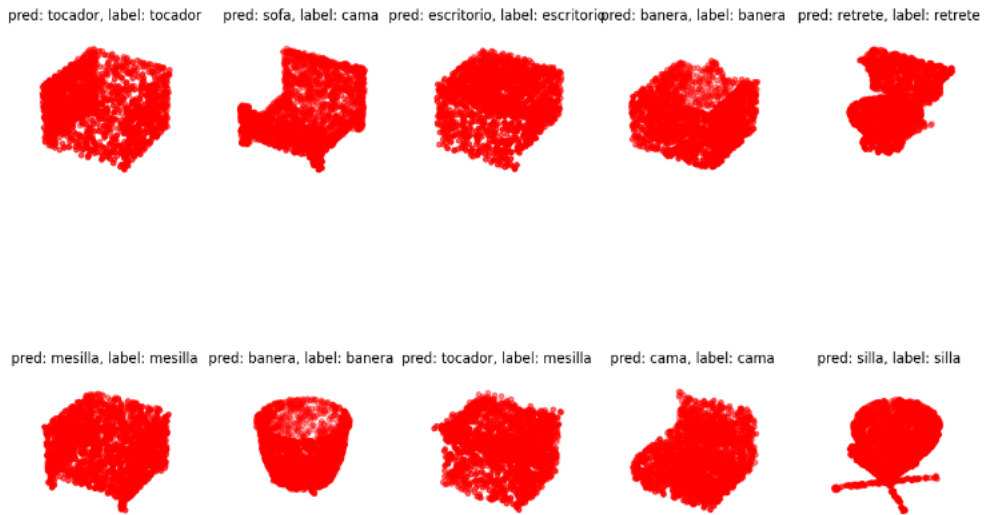 pred: tocador, label: tocador
pred: sofa, label: cama
pred: escritorio, label: escritorio
pred: banera, label: banera
pred: retrete, label: retrete
pred: mesilla, label: mesilla
pred: banera, label: banera
pred: tocador, label: mesilla
pred: cama, label: cama
pred: silla, label: silla